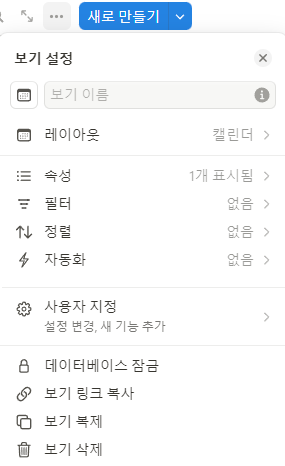 새로 만들기
보기 설정
보기 이름
레이아웃 캘린더
속성 1개 표시됨
필터 없음
정렬 없음
자동화 없음
사용자 지정
설정 변경, 새 기능 추가
데이터베이스 잠금
보기 링크 복사
보기 복제
보기 삭제